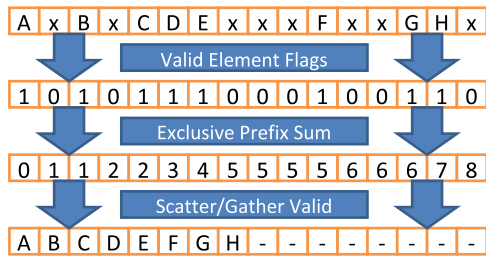 A x B x C D E x x x F x x G H x
Valid Element Flags
1 0 1 0 1 1 1 0 0 0 1 0 0 1 1 0
Exclusive Prefix Sum
0 1 1 2 2 3 4 5 5 5 5 6 6 6 7 8
Scatter/Gather Valid
A B C D E F G H - - - - - - - -